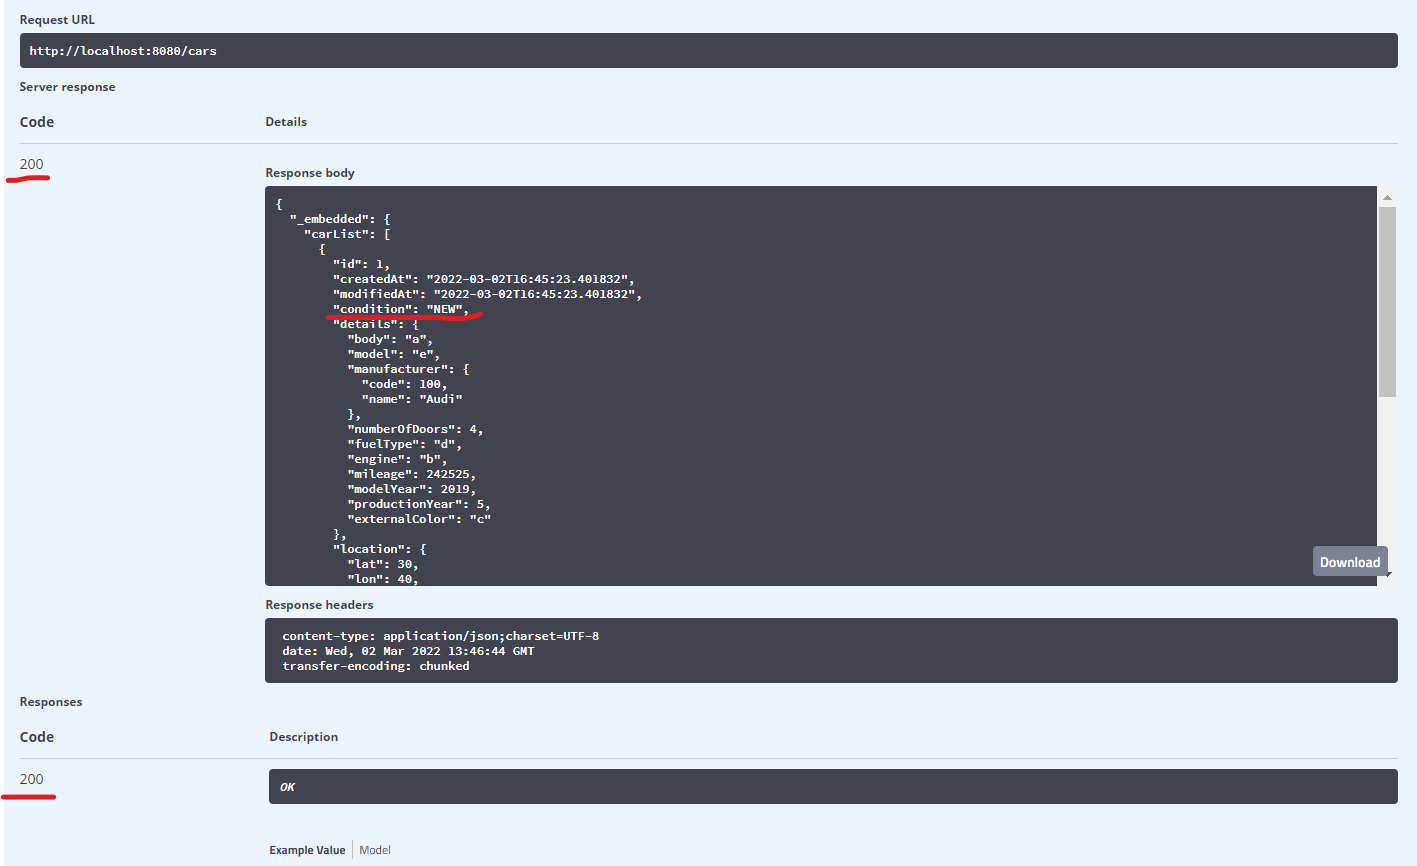 Request URL
http://localhost:8080/cars
Server response
Code Details
200
Response body
{
"_embedded": {
"carList": [
{
"id": 1,
"createdAt": "2022-03-02T16:45:23.401832",
"modifiedAt": "2022-03-02T16:45:23.401832",
"condition": "NEW",
"details": {
"body": "a",
"model": "e",
"manufacturer": {
"code": 100,
"name": "Audi"
},
"numberOfDoors": 4,
"fuelType": "d",
"engine": "b",
"mileage": 242525,
"modelYear": 2019,
"productionYear": 5,
"externalColor": "c"
},
"location": {
"lat": 30,
"lon": 40,
Download
Response headers
content-type: application/json;charset=UTF-8
date: Wed, 02 Mar 2022 13:46:44 GMT
transfer-encoding: chunked
Responses
Code Description
200
OK
Example Value Model